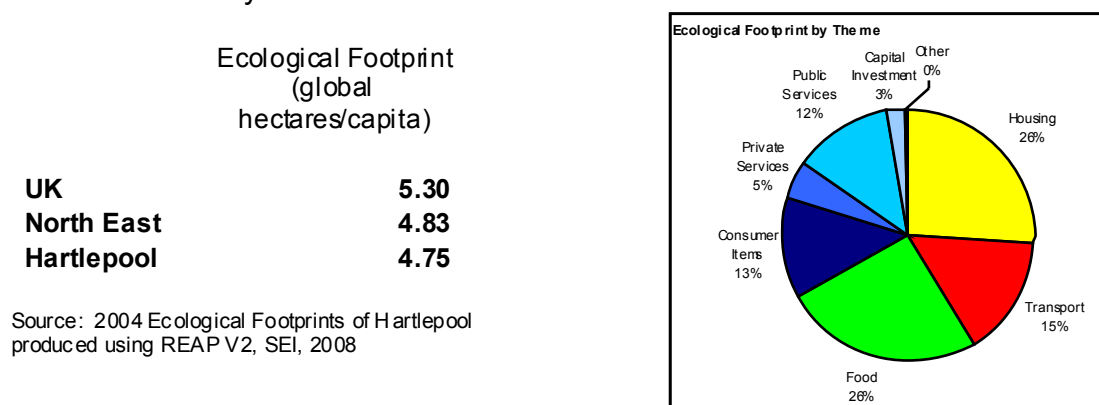 Ecological Footprint
(global
hectares/capita)
UK 5.30
North East 4.83
Hartlepool 4.75
Source: 2004 Ecological Footprints of Hartlepool
produced using REAP V2, SEI, 2008
Ecological Footprint by Theme
Other
0%
Capital
Investment
3%
Public
Services
12%
Private
Services
5%
Consumer
Items
13%
Food
26%
Transport
15%
Housing
26%